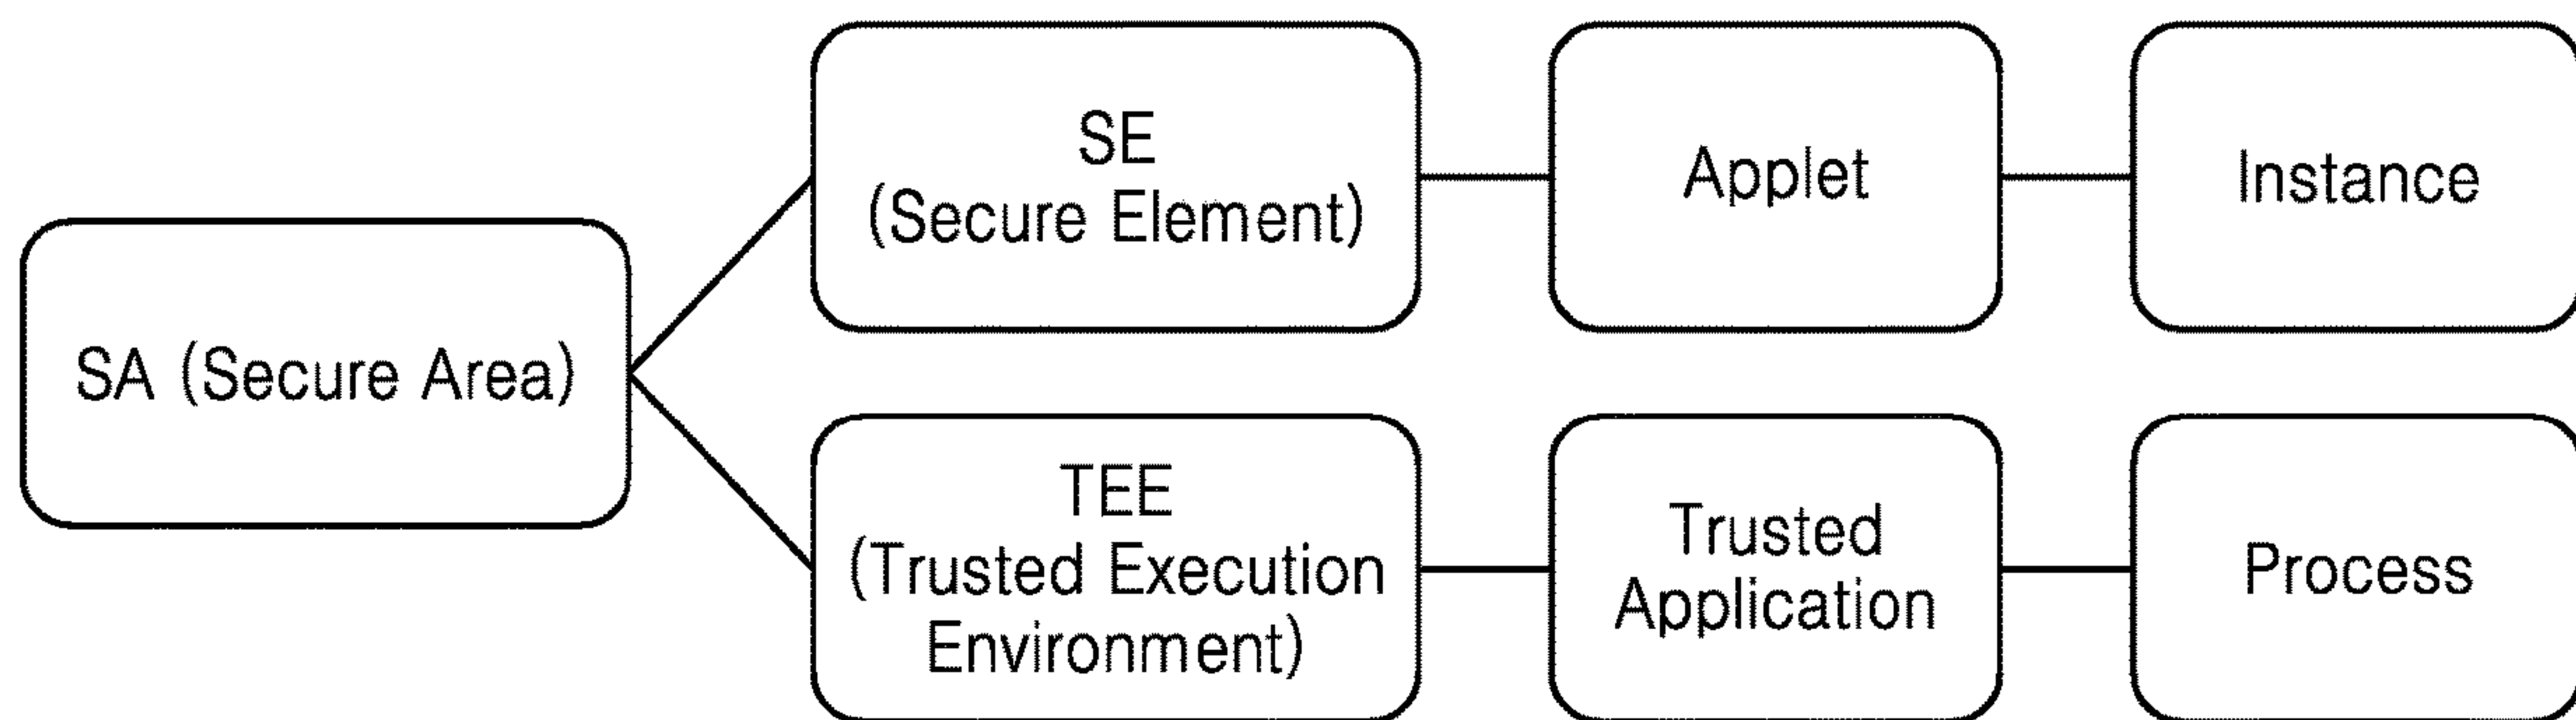 SE
(Secure Element)
Applet
Instance
SA (Secure Area)
TEE
(Trusted Execution
Environment)
Trusted
Application
Process